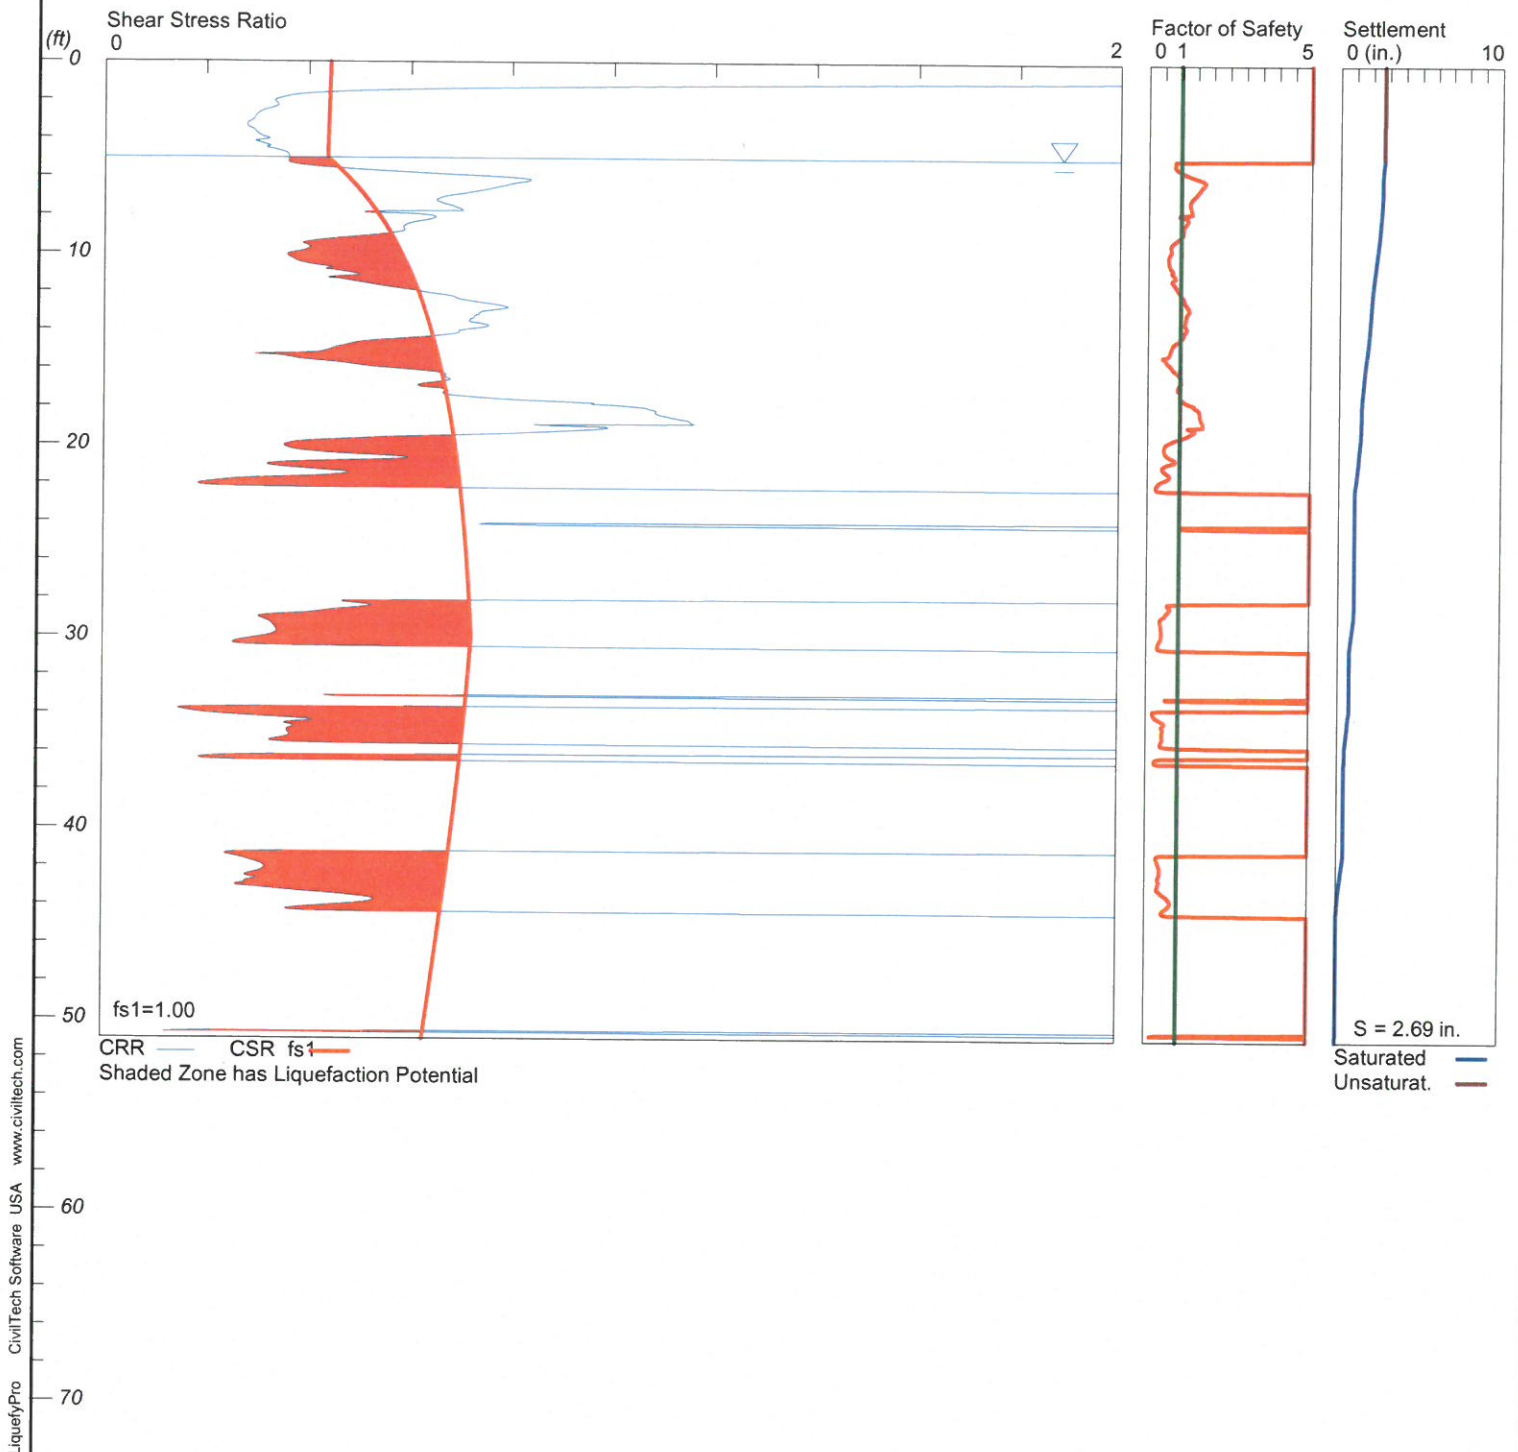 Shear Stress Ratio
Factor of Safety
Settlement
(ft)
0
2
0 1
5
0 (in.)
10
0
10
20
30
40
50
60
70
fs1=1.00
S = 2.69 in.
CRR
CSR fs1
Shaded Zone has Liquefaction Potential
Saturated
Unsaturat.
LiquefyPro CivilTech Software USA www.civiltech.com